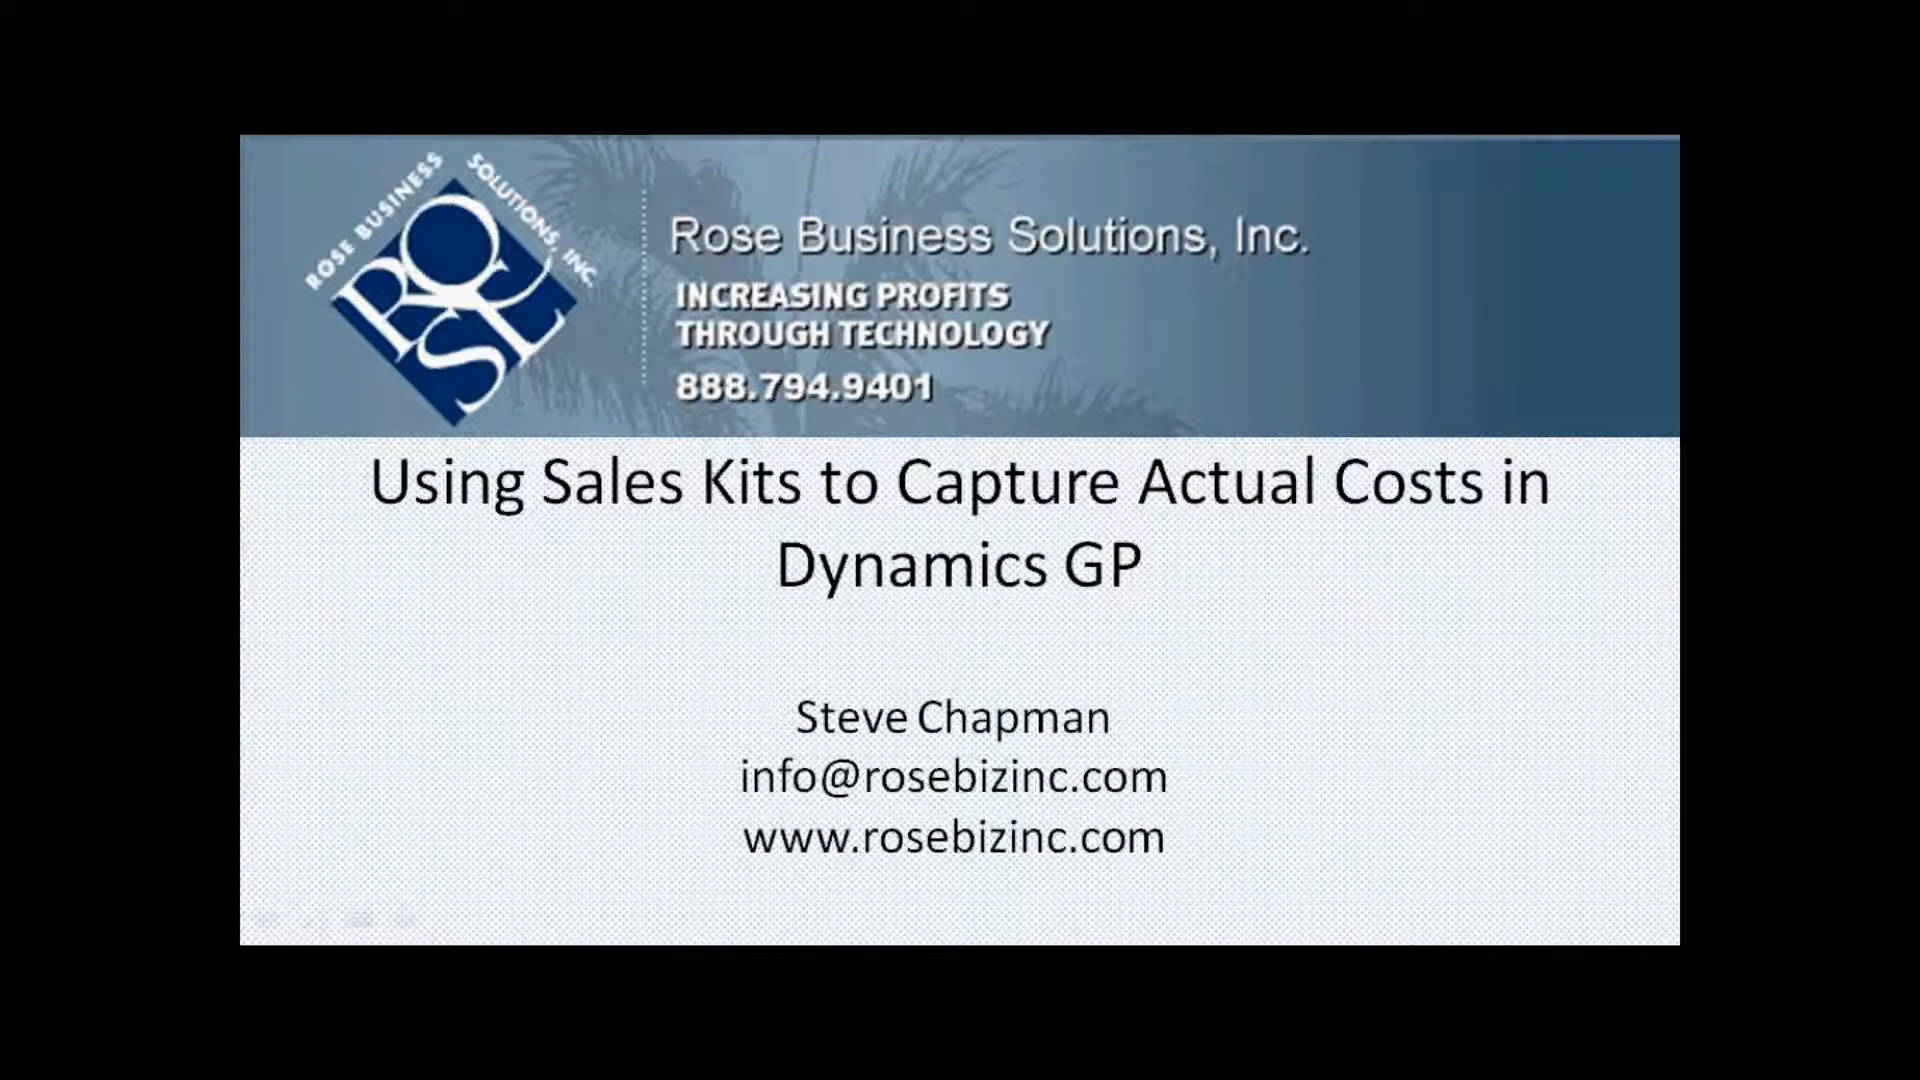 ROSE BUSINESS SOLUTIONS, INC.
ROSE
Rose Business Solutions, Inc.
INCREASING PROFITS
THROUGH TECHNOLOGY
888.794.9401
Using Sales Kits to Capture Actual Costs in
Dynamics GP
Steve Chapman
info@rosebizinc.com
www.rosebizinc.com